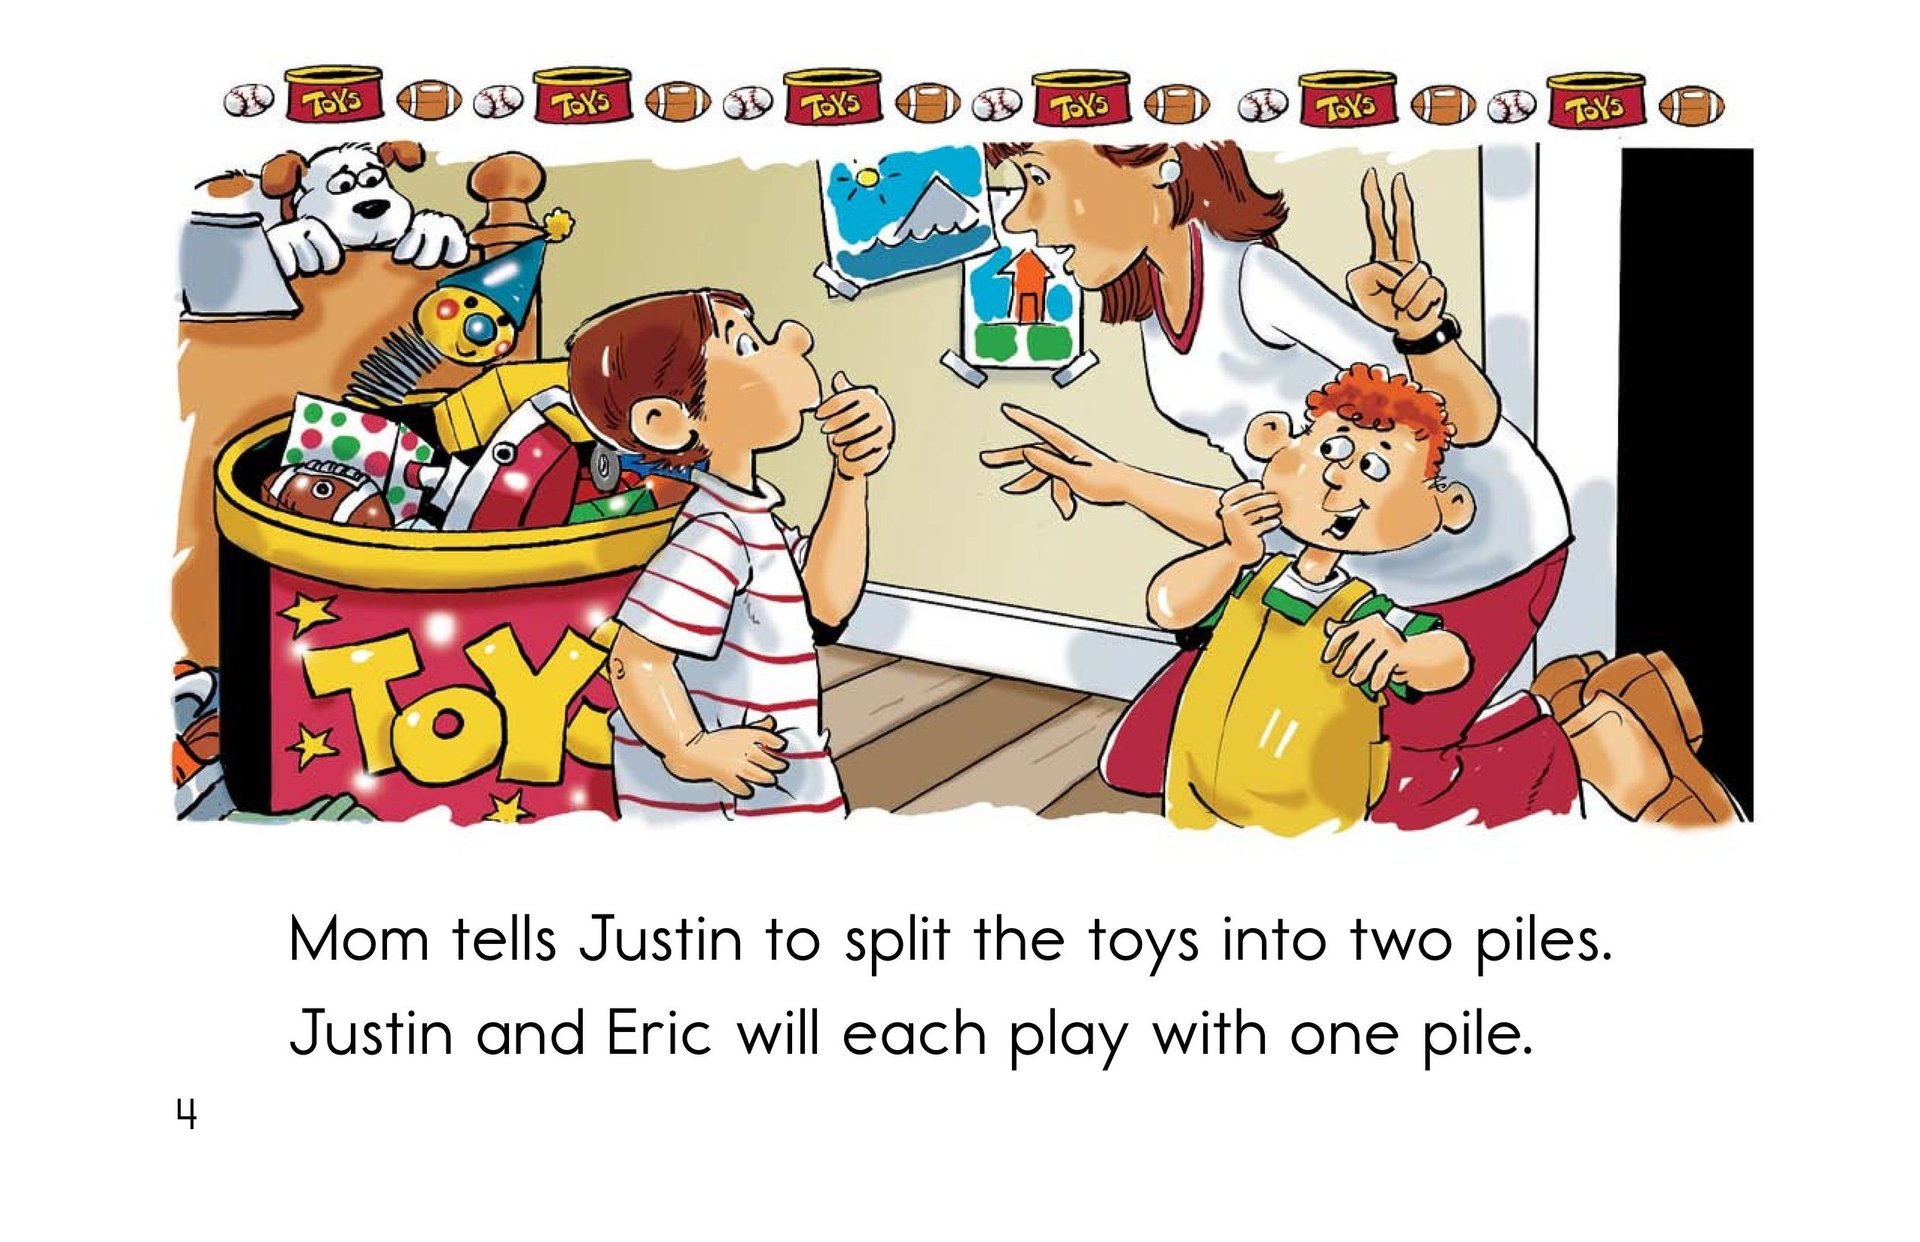 TOYS TOYS TOYS TOYS TOYS TOYS
TOYS
Mom tells Justin to split the toys into two piles.
Justin and Eric will each play with one pile.
4